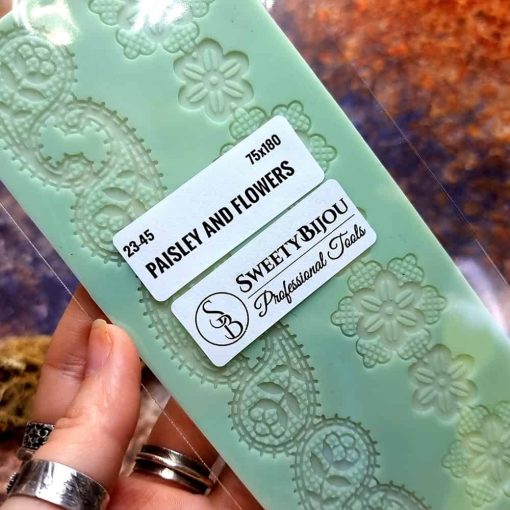 23-45
75x180
PAISLEY AND FLOWERS
SB
SWEETYBIJOU
Professional Tools